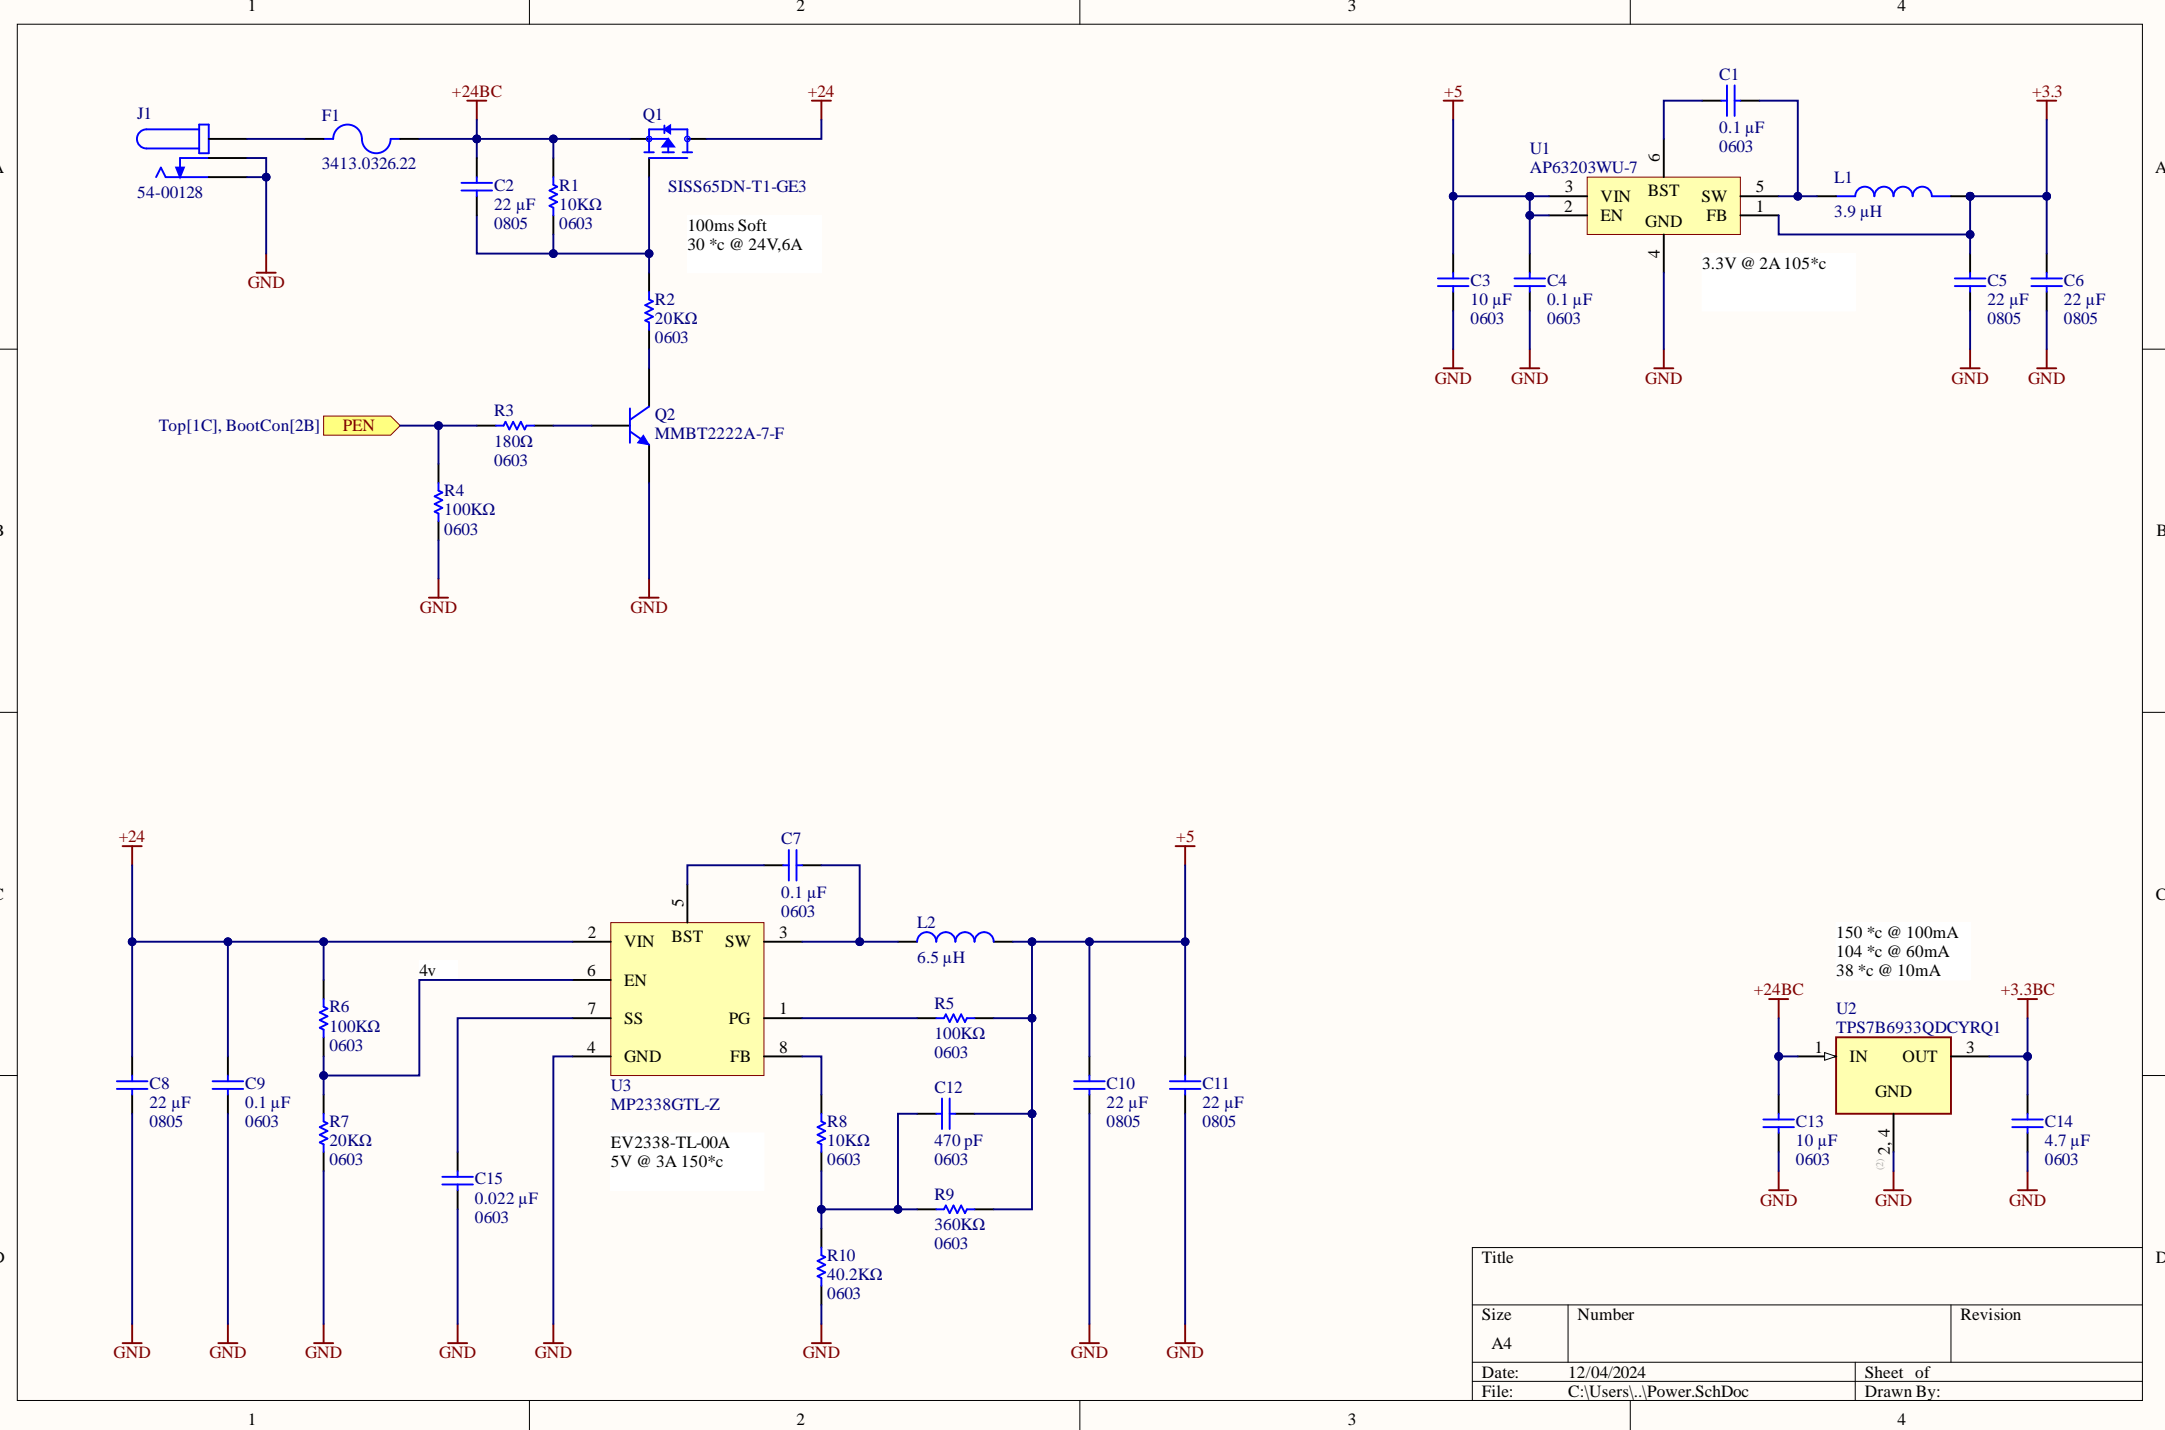 1
2
3
4
A
A
B
B
C
C
D
D
J1
54-00128
GND
F1
3413.0326.22
+24BC
C2
22 µF
0805
R1
10KΩ
0603
Q1
SISS65DN-T1-GE3
+24
100ms Soft
30 *c @ 24V,6A
R2
20KΩ
0603
Top[1C], BootCon[2B]
PEN
R3
180Ω
0603
Q2
MMBT2222A-7-F
R4
100KΩ
0603
GND
GND
+5
C1
0.1 µF
0603
+3.3
U1
AP63203WU-7
3
VIN
2
EN
6
BST
GND
4
SW
5
FB
1
L1
3.9 µH
3.3V @ 2A 105*c
C3
10 µF
0603
C4
0.1 µF
0603
C5
22 µF
0805
C6
22 µF
0805
GND
GND
GND
GND
GND
+24
C7
0.1 µF
0603
+5
5
2
VIN
BST
SW
3
L2
6.5 µH
4v
6
EN
7
SS
PG
1
4
GND
FB
8
U3
MP2338GTL-Z
EV2338-TL-00A
5V @ 3A 150*c
R6
100KΩ
0603
R5
100KΩ
0603
C8
22 µF
0805
C9
0.1 µF
0603
R7
20KΩ
0603
C15
0.022 µF
0603
R8
10KΩ
0603
C12
470 pF
0603
R9
360KΩ
0603
R10
40.2KΩ
0603
C10
22 µF
0805
C11
22 µF
0805
GND
GND
GND
GND
GND
GND
GND
GND
150 *c @ 100mA
104 *c @ 60mA
38 *c @ 10mA
+24BC
+3.3BC
U2
TPS7B6933QDCYRQ1
1
IN
OUT
3
GND
(2) 2, 4
C13
10 µF
0603
C14
4.7 µF
0603
GND
GND
GND
Title
Size
Number
Revision
A4
Date:
12/04/2024
Sheet of
File:
C:\Users\..\Power.SchDoc
Drawn By:
1
2
3
4